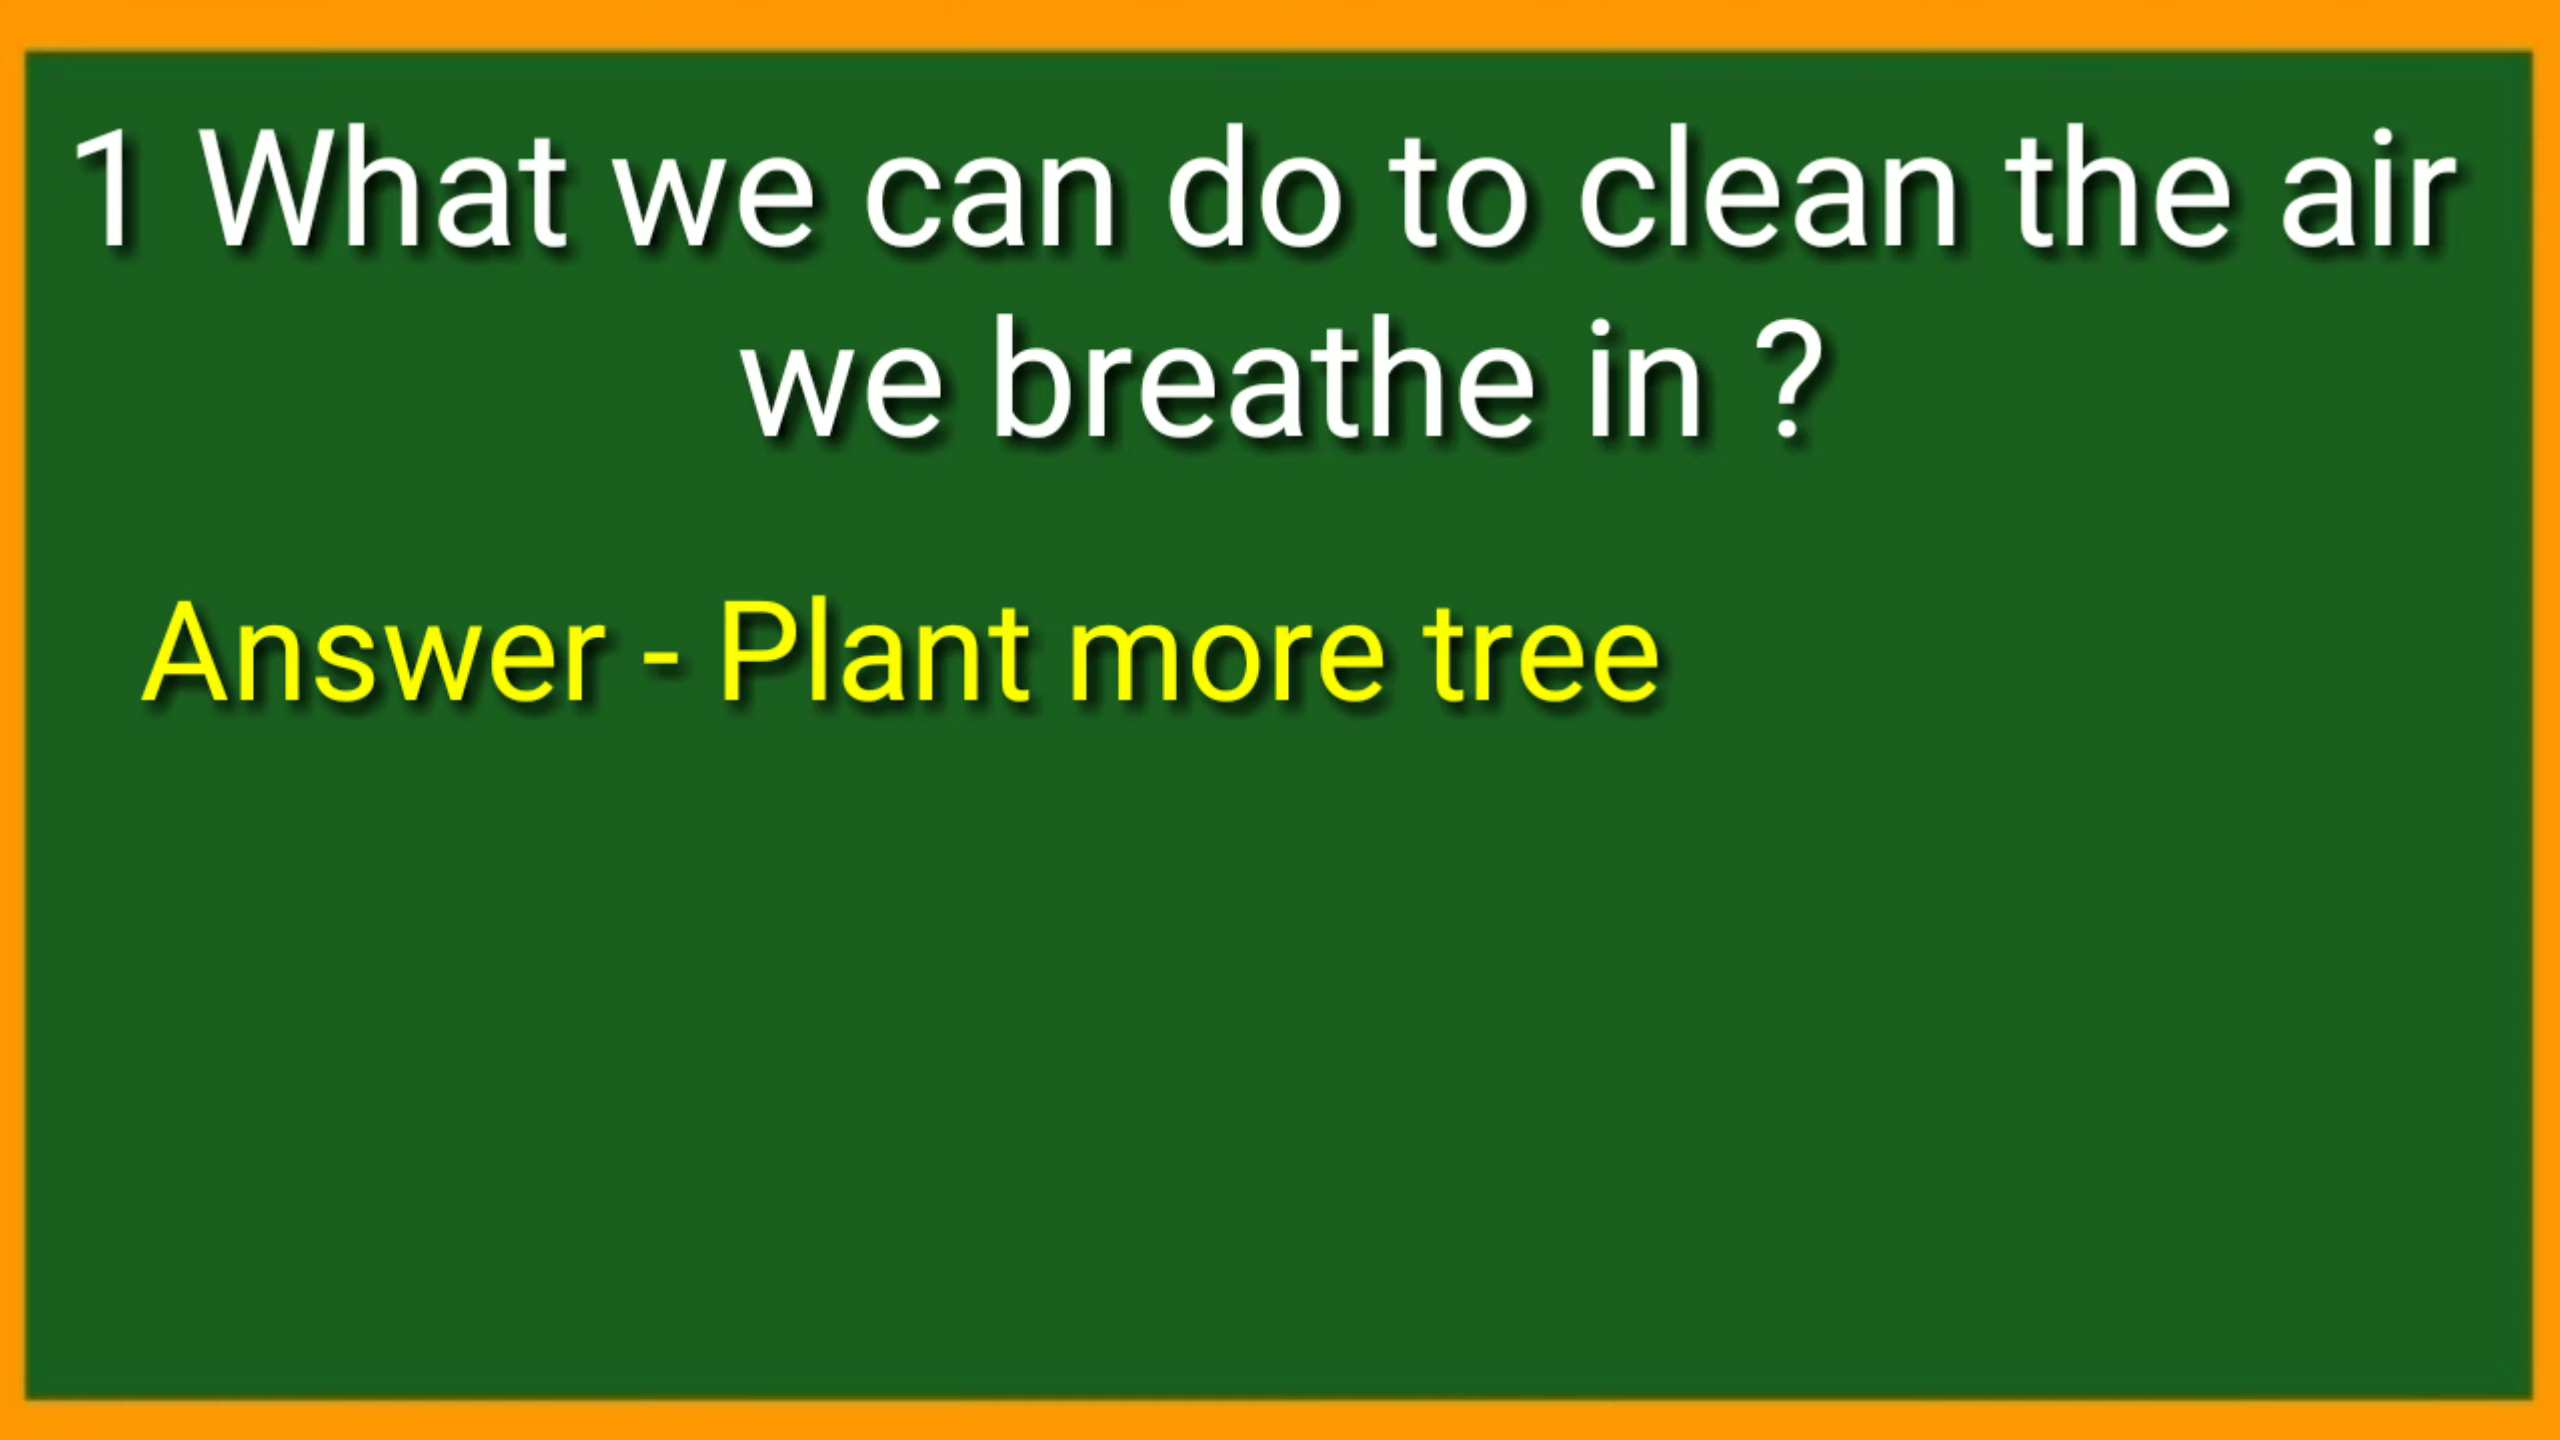 1 What we can do to clean the air
we breathe in ?
Answer - Plant more tree